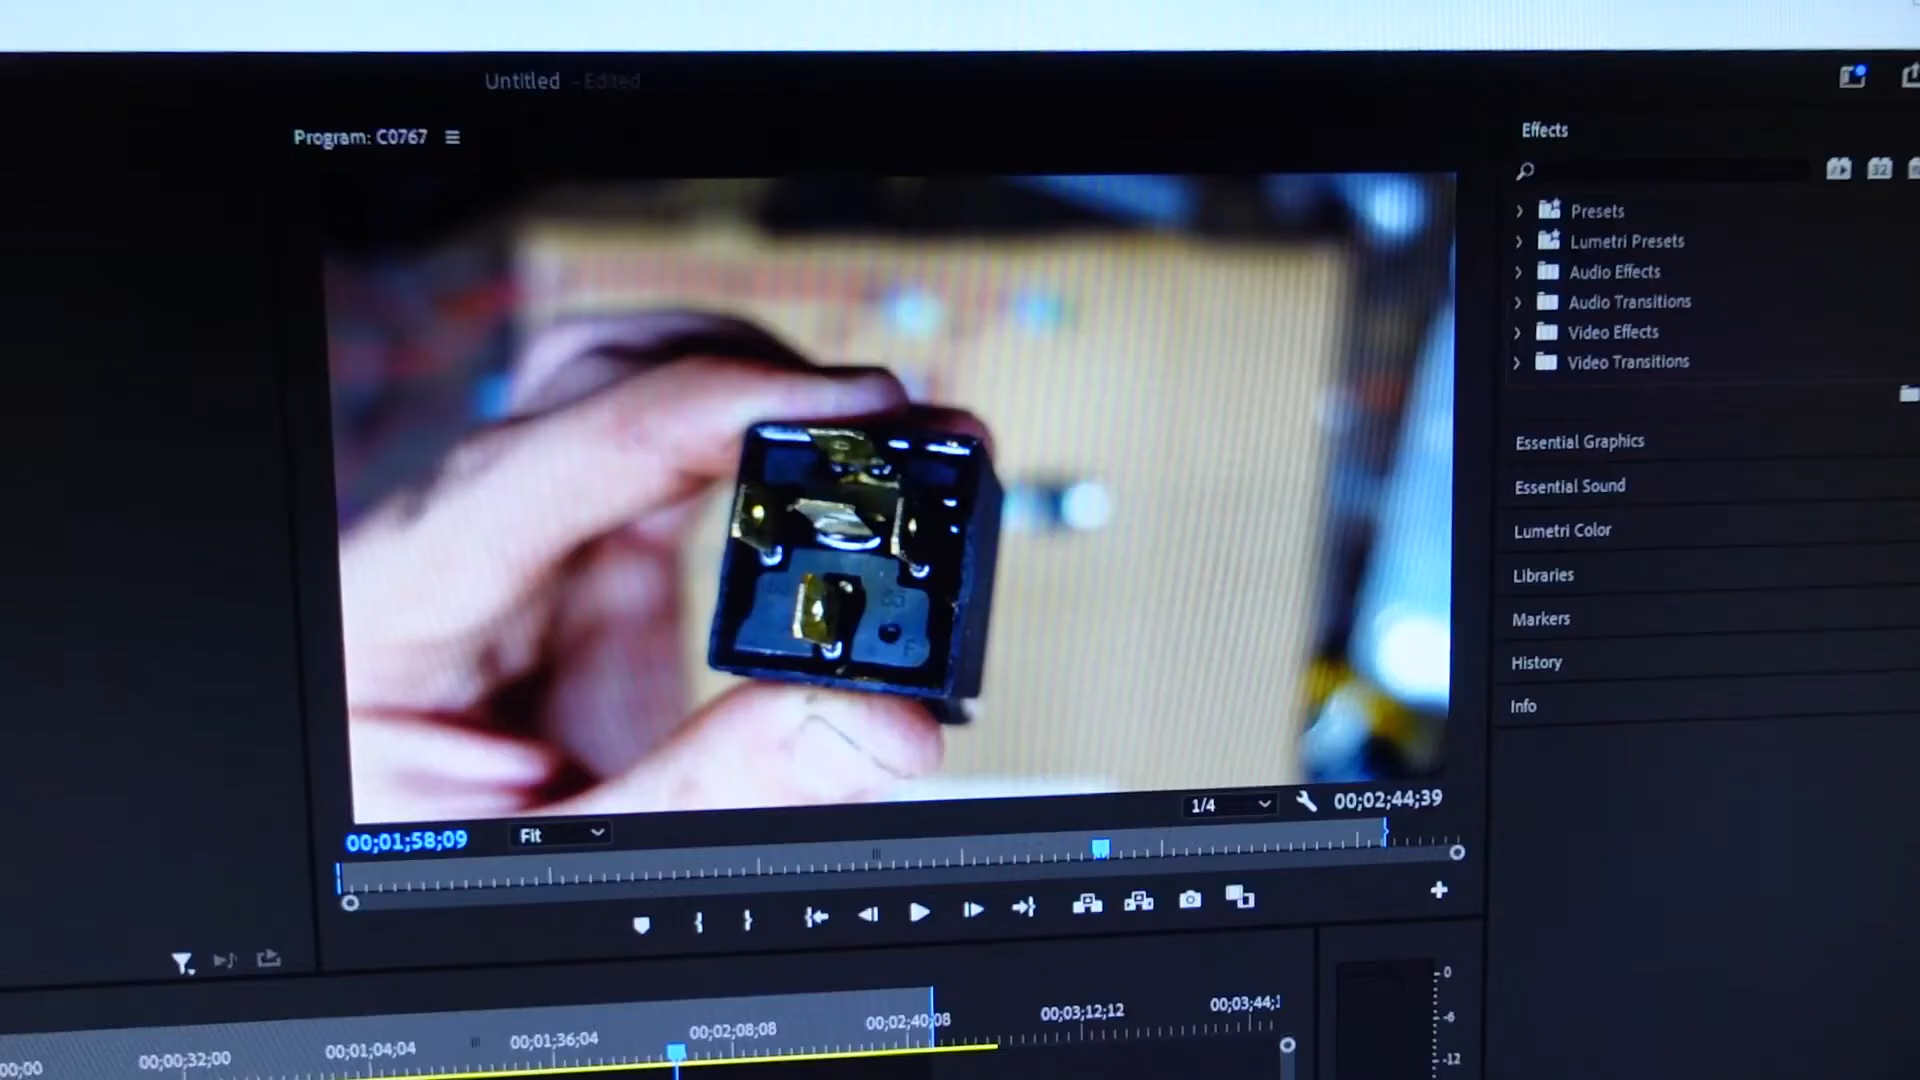 Untitled - Edited
Program: C0767
Effects
Presets
Lumetri Presets
Audio Effects
Audio Transitions
Video Effects
Video Transitions
Essential Graphics
Essential Sound
Lumetri Color
Libraries
Markers
History
Info
00;01;58;09
Fit
1/4
00;02;44;39
00;00;32;00
00;01;04;04
00;01;36;04
00;02;08;08
00;02;40;08
00;03;12;12
0
-6
-12